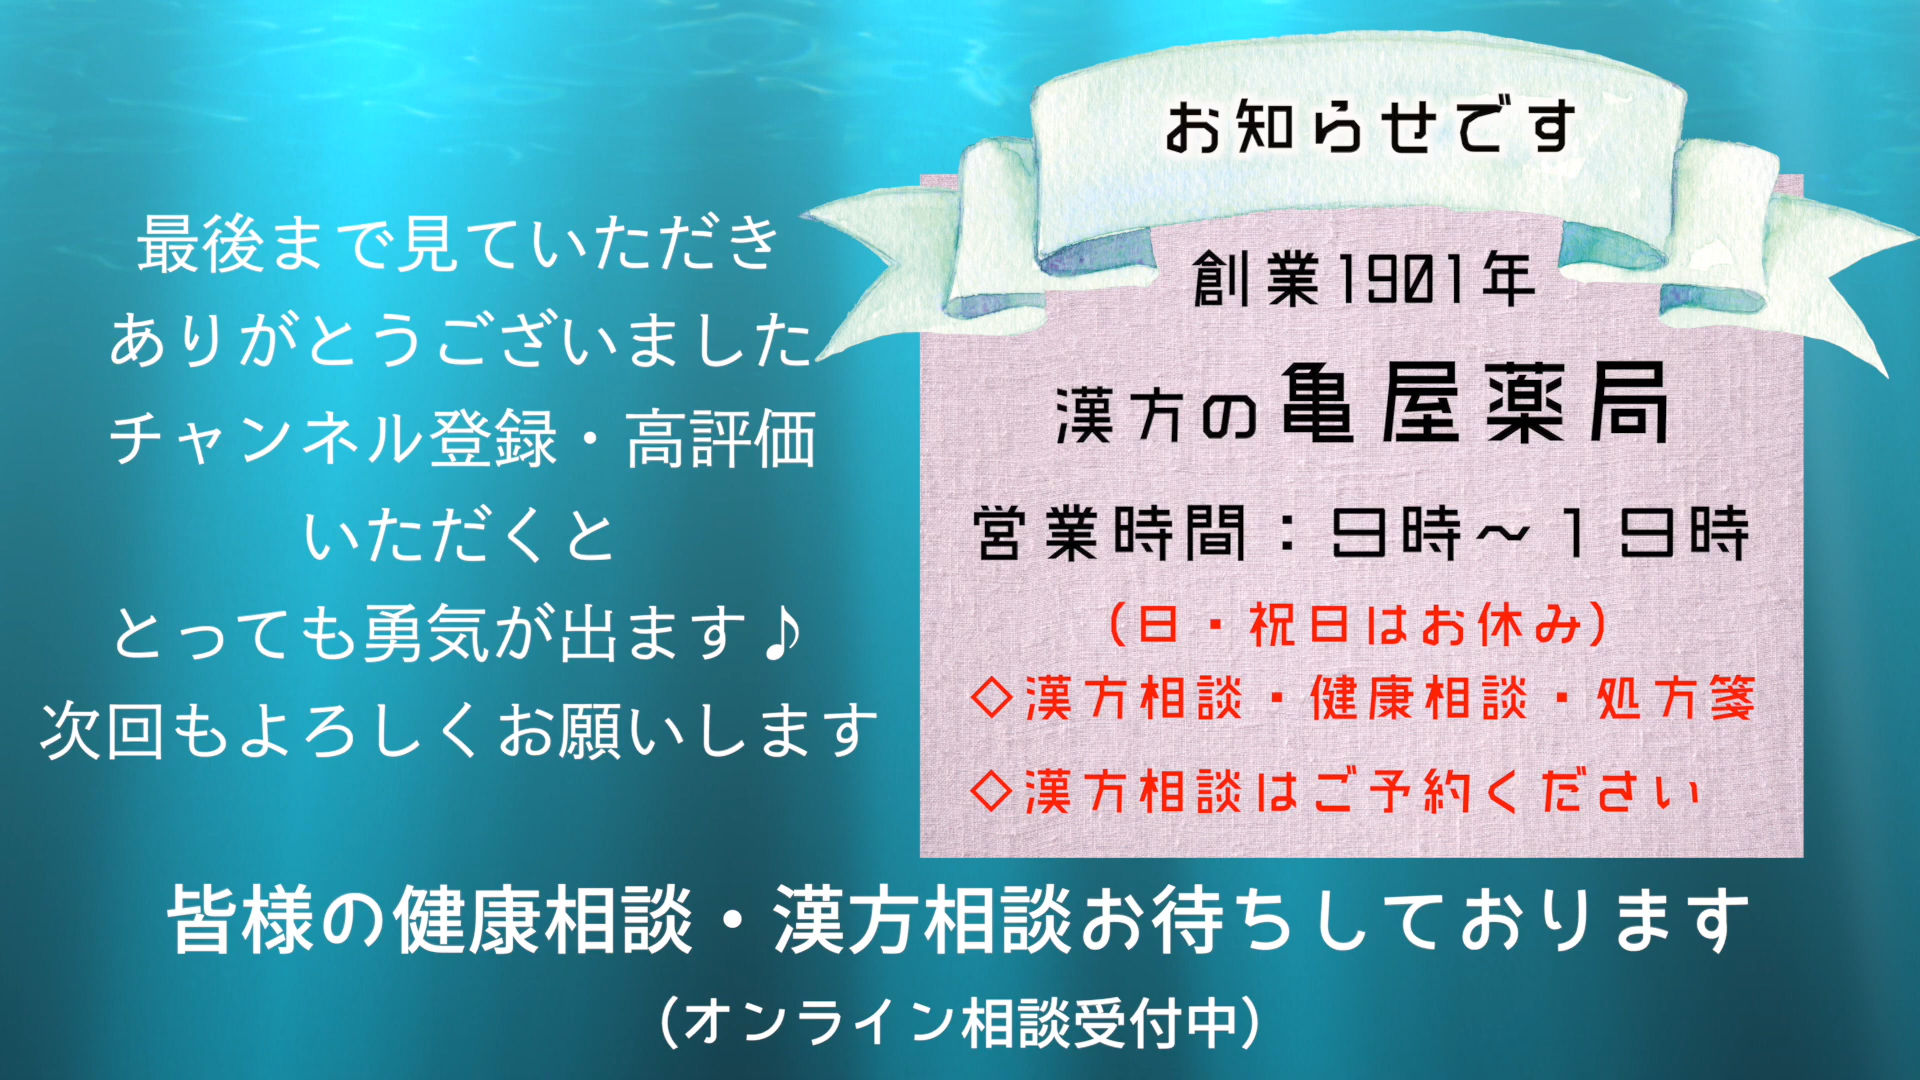 最後まで見ていただき
ありがとうございました
チャンネル登録・高評価
いただくと
とっても勇気が出ます♪
次回もよろしくお願いします
お知らせです
創業1901年
漢方の亀屋薬局
営業時間：９時～１９時
（日・祝日はお休み）
◇漢方相談・健康相談・処方箋
◇漢方相談はご予約ください
皆様の健康相談・漢方相談お待ちしております
（オンライン相談受付中）